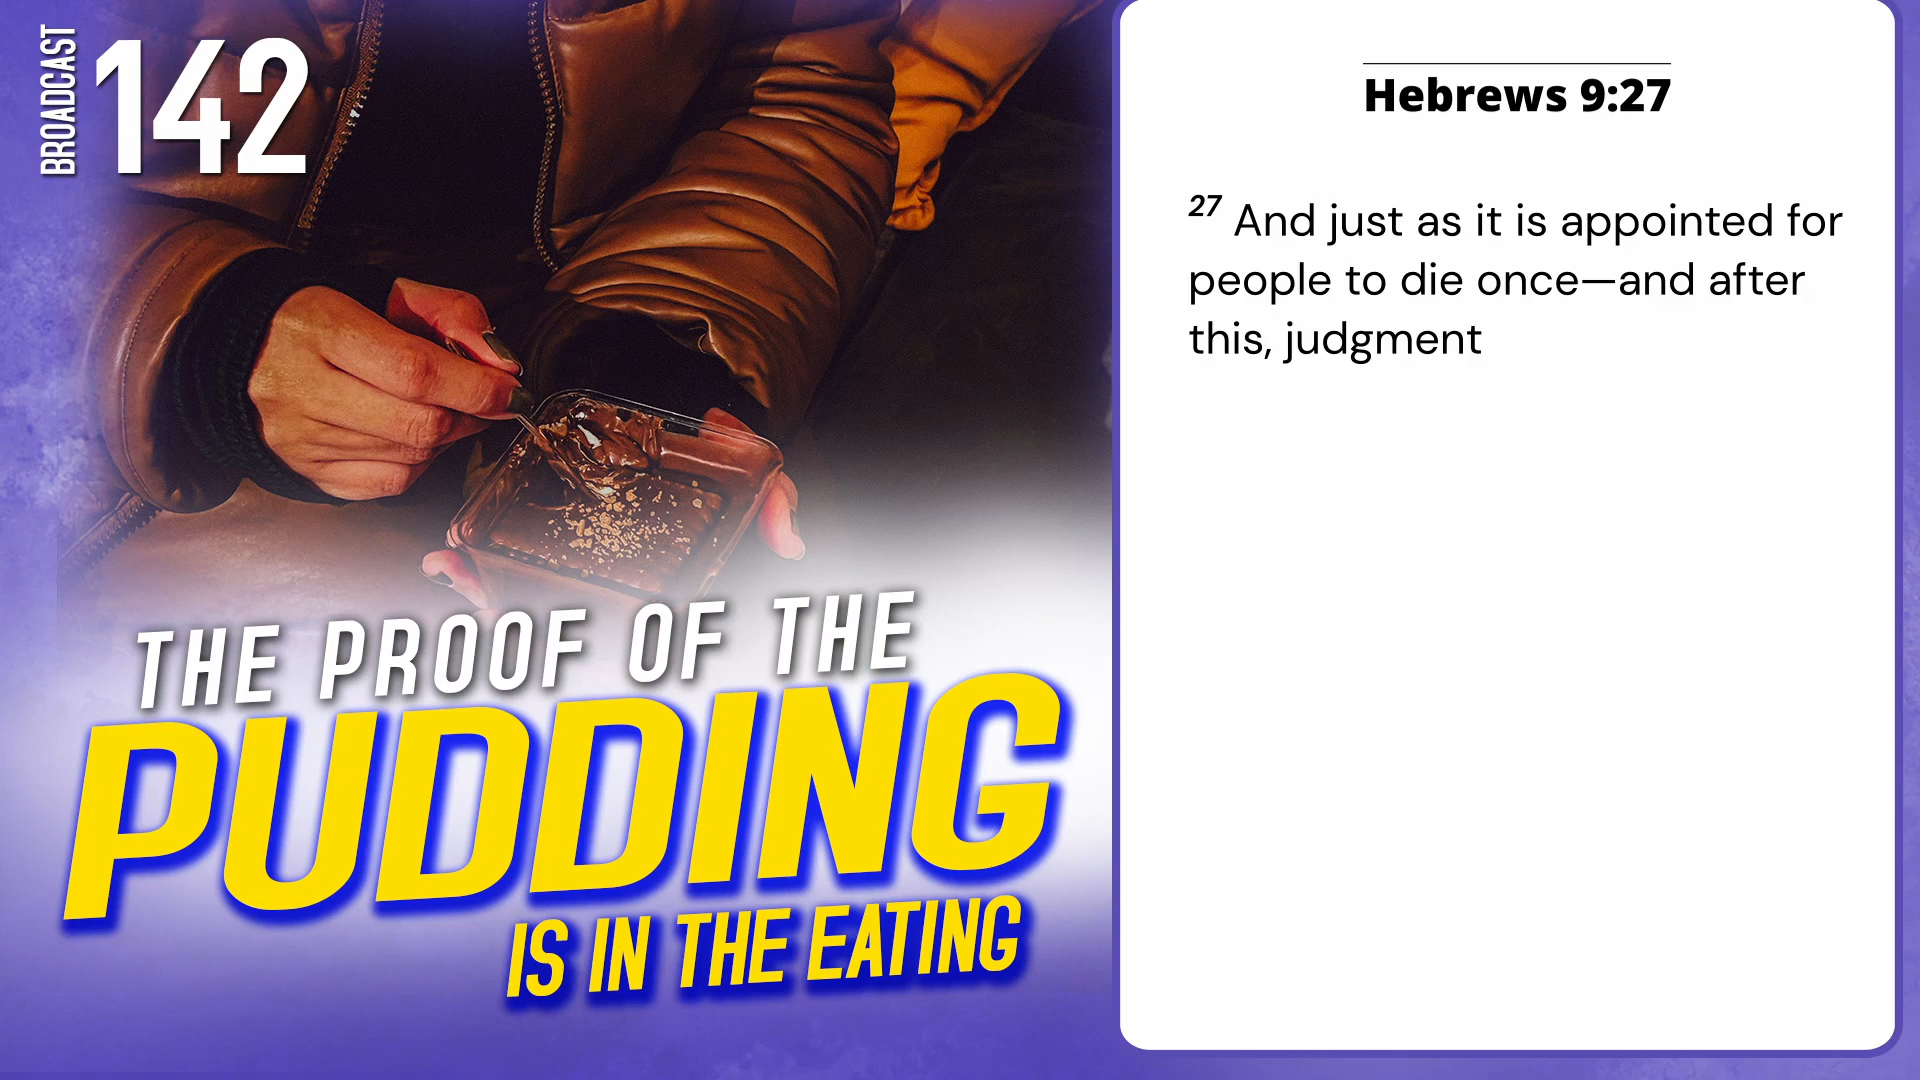 BROADCAST
142
THE PROOF OF THE
PUDDING
IS IN THE EATING
Hebrews 9:27
27 And just as it is appointed for
people to die once—and after
this, judgment